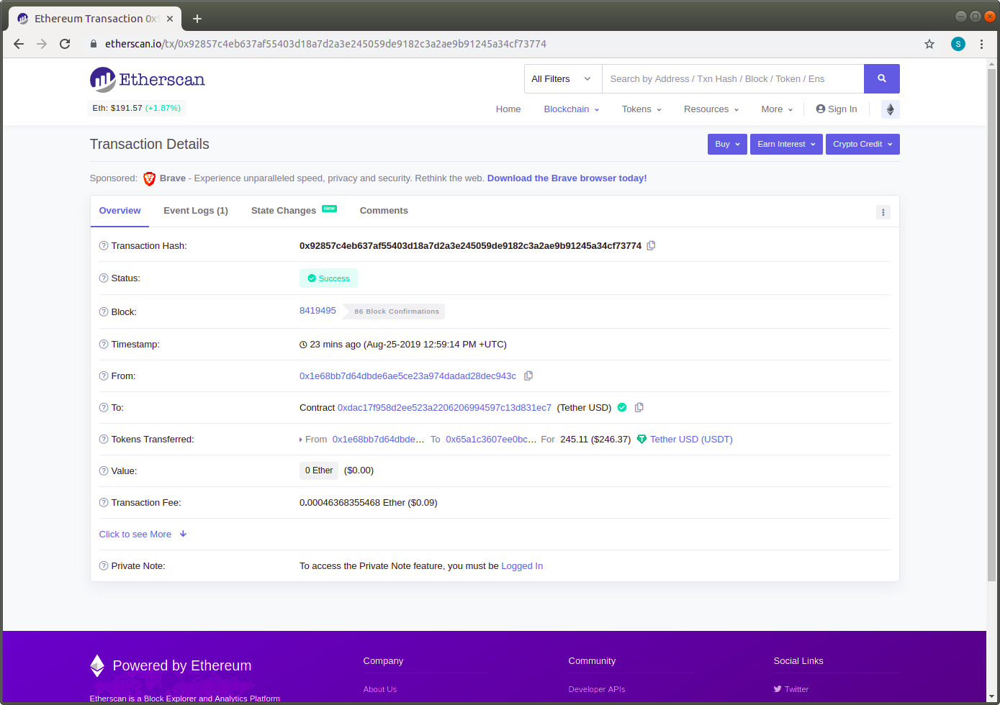 Ethereum Transaction 0x9
etherscan.io/tx/0x92857c4eb637af55403d18a7d2a3e245059de9182c3a2ae9b91245a34cf73774
S
Etherscan
All Filters
Search by Address / Txn Hash / Block / Token / Ens
Eth: $191.57 (+1.87%)
Home Blockchain Tokens Resources More Sign In
Transaction Details
Buy Earn Interest Crypto Credit
Sponsored: Brave - Experience unparalleled speed, privacy and security. Rethink the web. Download the Brave browser today!
Overview Event Logs (1) State Changes New Comments
Transaction Hash: 0x92857c4eb637af55403d18a7d2a3e245059de9182c3a2ae9b91245a34cf73774
Status: Success
Block: 8419495 86 Block Confirmations
Timestamp: 23 mins ago (Aug-25-2019 12:59:14 PM +UTC)
From: 0x1e68bb7d64dbde6ae5ce23a974dadad28dec943c
To: Contract 0xdac17f958d2ee523a2206206994597c13d831ec7 (Tether USD)
Tokens Transferred: From 0x1e68bb7d64dbde... To 0x65a1c3607ee0bc... For 245.11 ($246.37) Tether USD (USDT)
Value: 0 Ether ($0.00)
Transaction Fee: 0.00046368355468 Ether ($0.09)
Click to see More
Private Note: To access the Private Note feature, you must be Logged In
Powered by Ethereum
Etherscan is a Block Explorer and Analytics Platform
Company
About Us
Community
Developer APIs
Social Links
Twitter